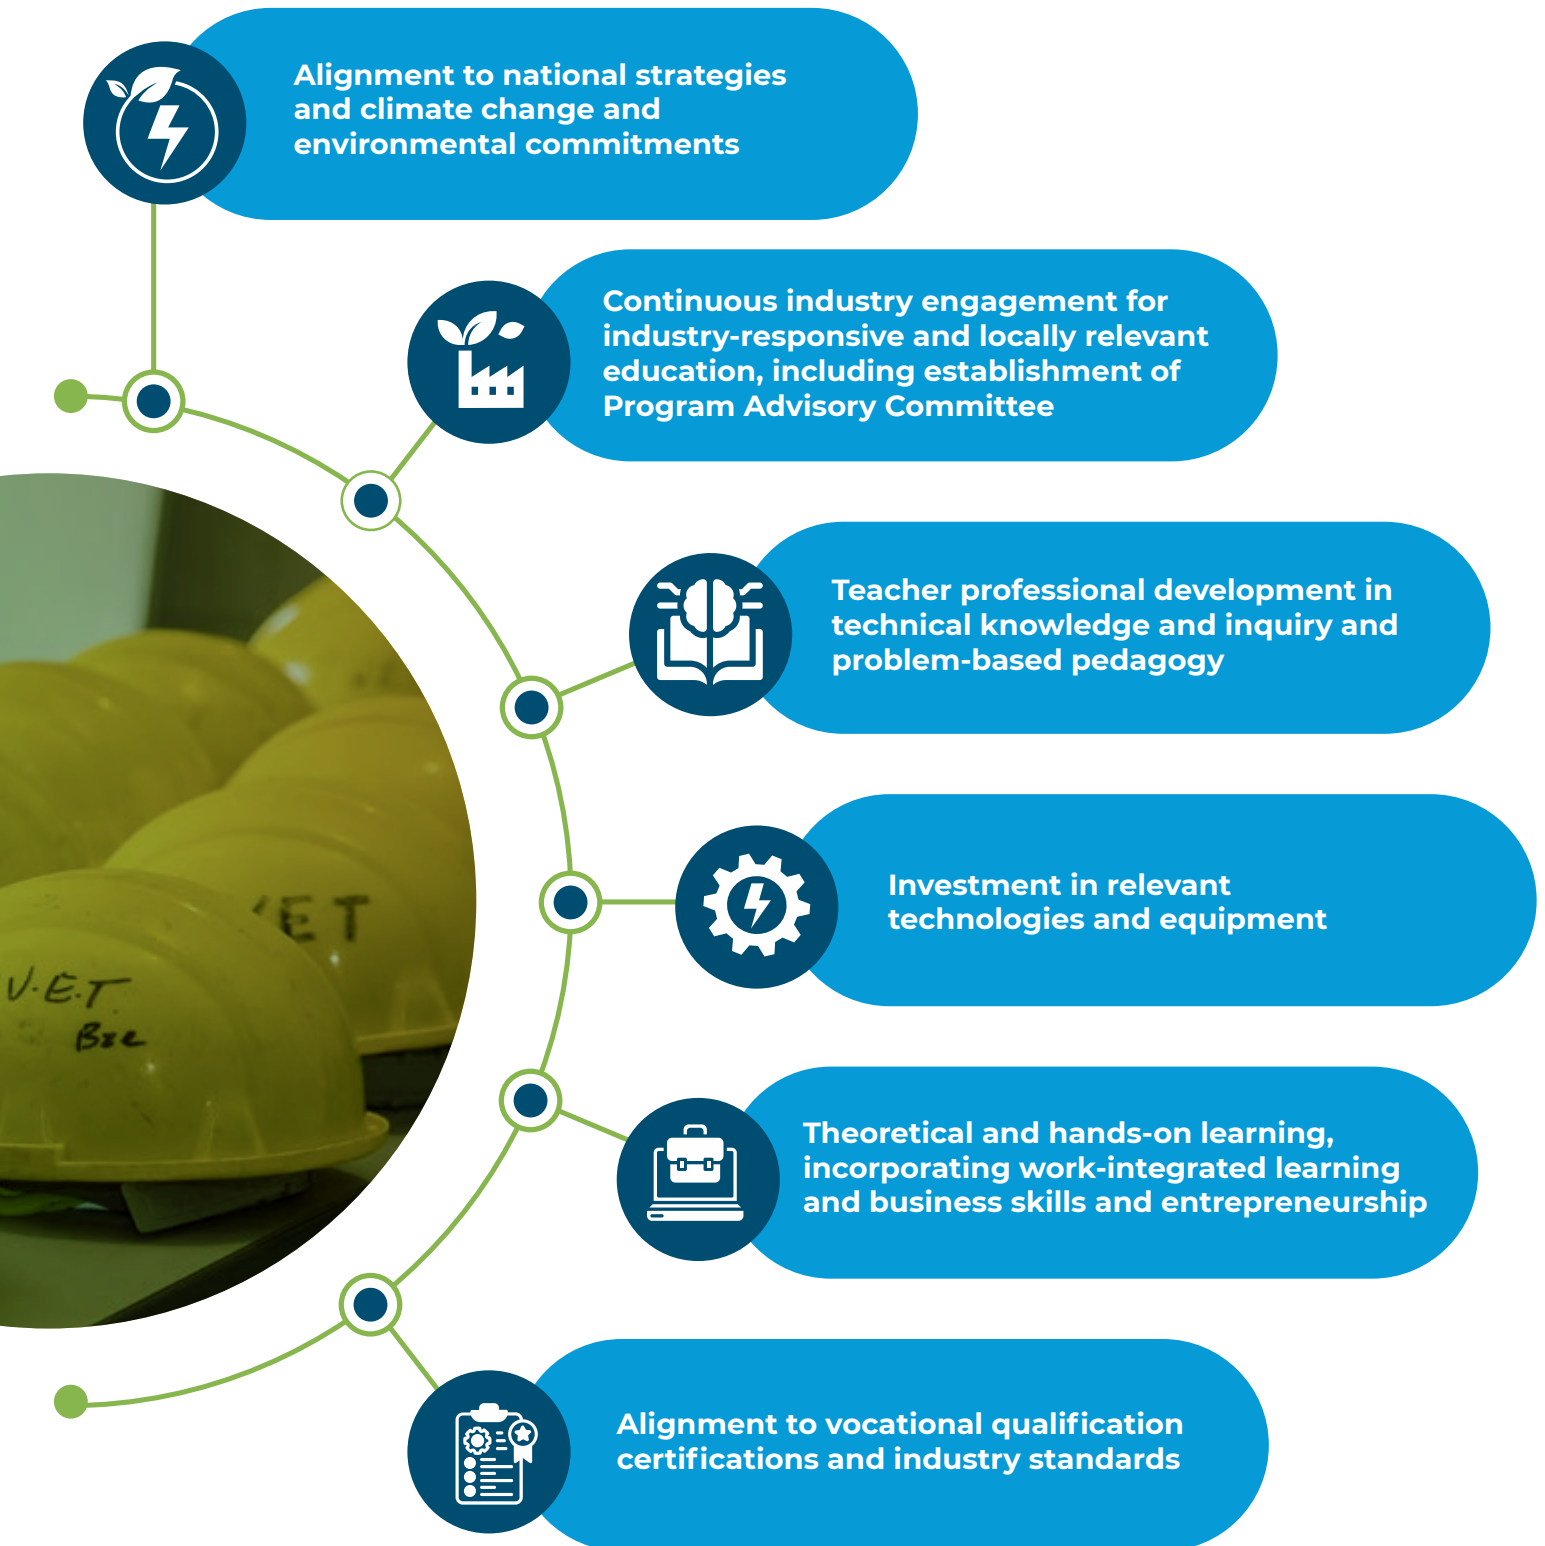 Alignment to national strategies
and climate change and
environmental commitments
Continuous industry engagement for
industry-responsive and locally relevant
education, including establishment of
Program Advisory Committee
Teacher professional development in
technical knowledge and inquiry and
problem-based pedagogy
Investment in relevant
technologies and equipment
ET
V.E.T.
Theoretical and hands-on learning,
incorporating work-integrated learning
and business skills and entrepreneurship
Alignment to vocational qualification
certifications and industry standards